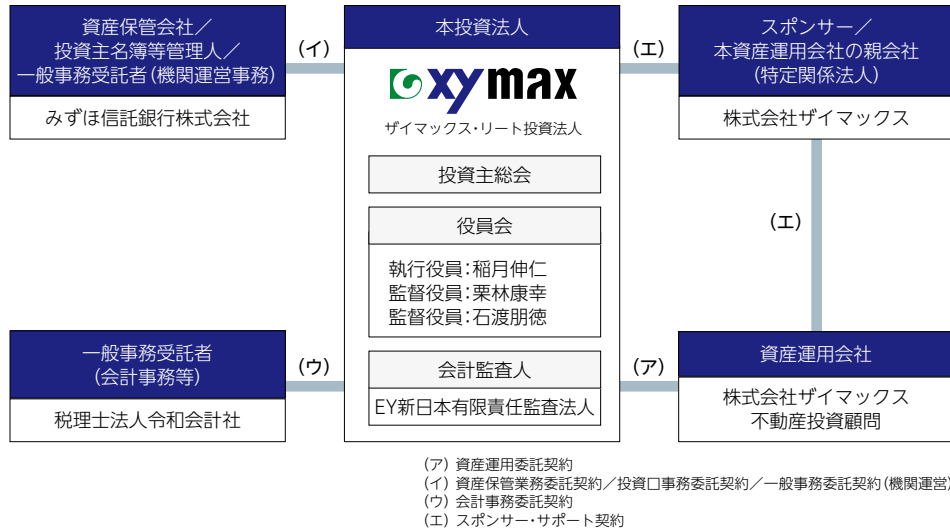 資産保管会社／
投資主名簿等管理人／
一般事務受託者(機関運営事務)
みずほ信託銀行株式会社
(イ)
本投資法人
xymax
ザイマックス・リート投資法人
投資主総会
役員会
執行役員：稲月伸仁
監督役員：栗林康幸
監督役員：石渡朋徳
会計監査人
EY新日本有限責任監査法人
(エ)
スポンサー／
本資産運用会社の親会社
(特定関係法人)
株式会社ザイマックス
(エ)
一般事務受託者
(会計事務等)
税理士法人令和会計社
(ウ)
(ア)
資産運用会社
株式会社ザイマックス
不動産投資顧問
(ア) 資産運用委託契約
(イ) 資産保管業務委託契約／投資口事務委託契約／一般事務委託契約(機関運営)
(ウ) 会計事務委託契約
(エ) スポンサー・サポート契約